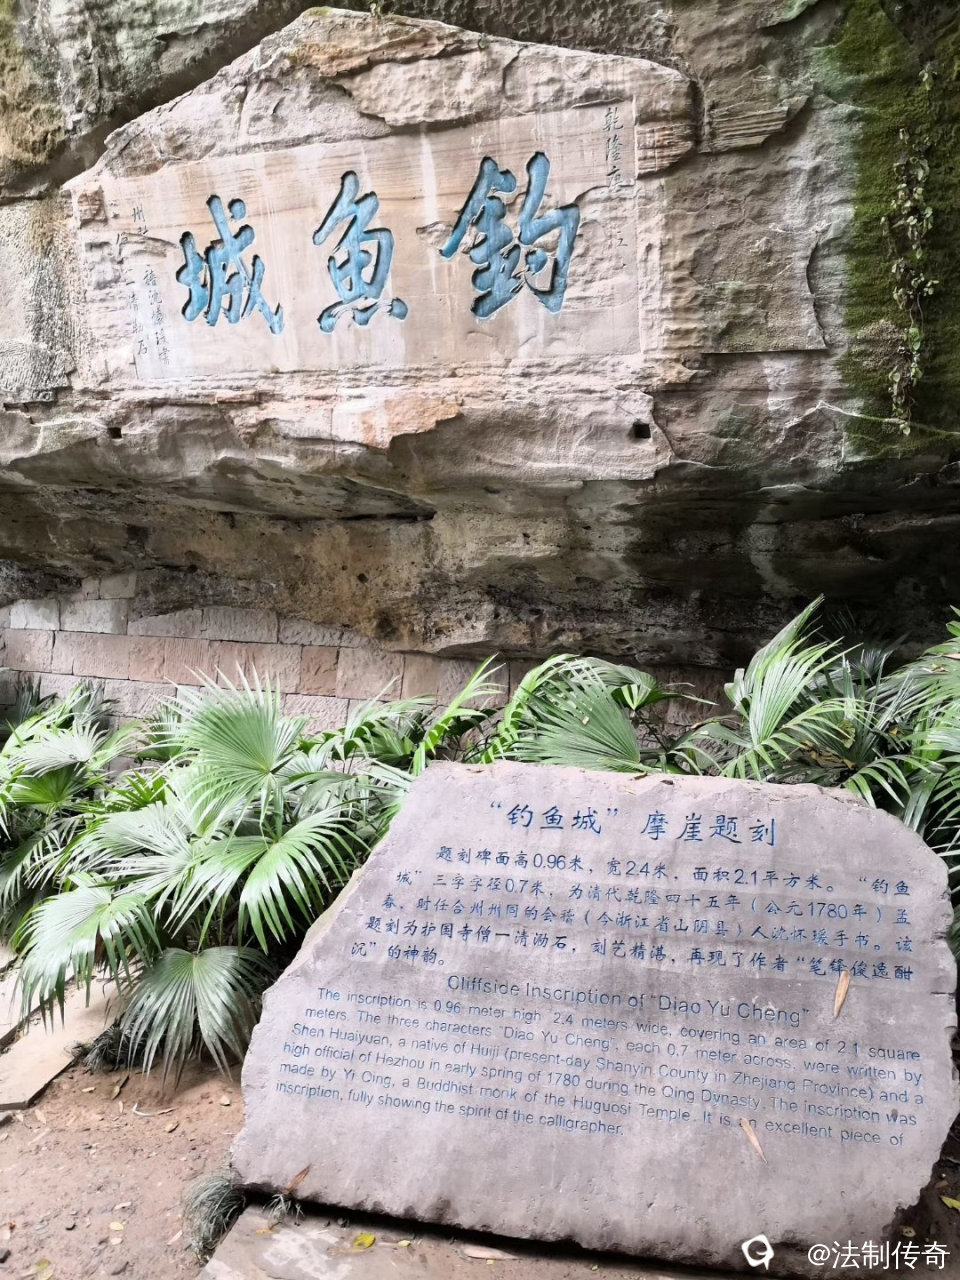 钓鱼城
乾隆
州
石
“钓鱼城”摩崖题刻
题刻碑面高0.96米，宽2.4米，面积2.1平方米。“钓鱼
城”三字字径0.7米，为清代乾隆四十五年（公元1780年）孟
春、时任合州州同的会稽（今浙江省山阴县）人沈怀瑗手书。该
题刻为护国寺僧一清泐石，刻艺精湛，再现了作者“笔锋俊逸酣
沉”的神韵。
Cliffside Inscription of "Diao Yu Cheng"
The inscription is 0.96 meter high 2.4 meters wide, covering an area of 2.1 square
meters. The three characters "Diao Yu Cheng", each 0.7 meter across, were written by
Shen Huaiyuan, a native of Huiji (present-day Shanyin County in Zhejiang Province) and a
high official of Hezhou in early spring of 1780 during the Qing Dynasty. The inscription was
made by Yi Qing, a Buddhist monk of the Huguosi Temple. It is an excellent piece of
inscription, fully showing the spirit of the calligrapher.
@法制传奇